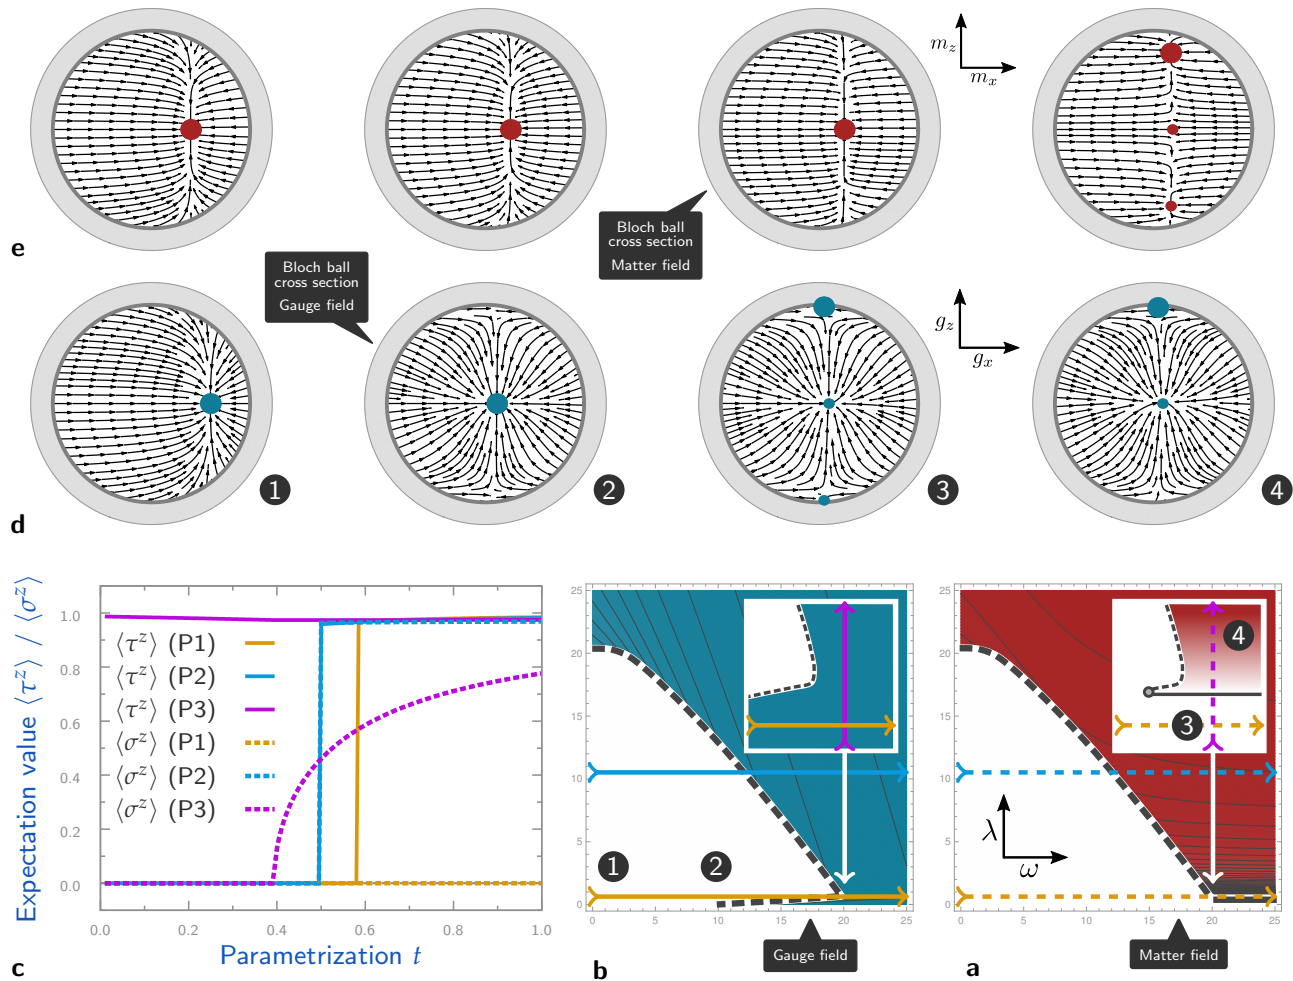 m_z
m_x
Bloch ball
cross section
Matter field
e
Bloch ball
cross section
Gauge field
g_z
g_x
1
2
3
4
d
Expectation value ⟨τ^z⟩ / ⟨σ^z⟩
1.0
0.8
0.6
0.4
0.2
0.0
⟨τ^z⟩ (P1)
⟨τ^z⟩ (P2)
⟨τ^z⟩ (P3)
⟨σ^z⟩ (P1)
⟨σ^z⟩ (P2)
⟨σ^z⟩ (P3)
0.0 0.2 0.4 0.6 0.8 1.0
Parametrization t
c
25
20
15
10
5
0
1
2
0 5 10 15 20 25
Gauge field
b
25
20
15
10
5
0
4
3
λ
ω
0 5 10 15 20 25
Matter field
a